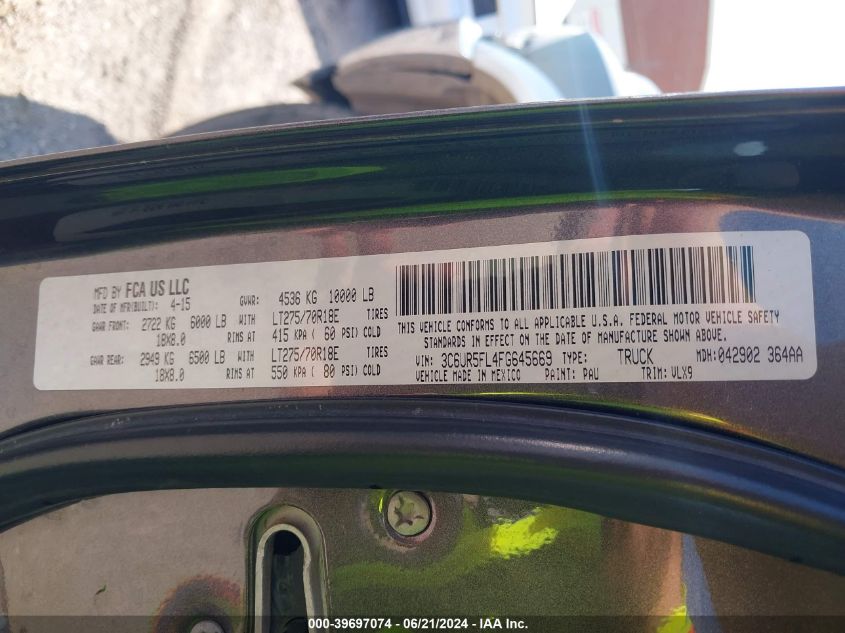 MFD BY FCA US LLC
DATE OF MFR(BUILT): 4-15 GVWR: 4536 KG 10000 LB
GAWR FRONT: 2722 KG 6000 LB WITH LT275/70R18E TIRES
18X8.0 RIMS AT 415 KPA ( 60 PSI) COLD
GAWR REAR: 2949 KG 6500 LB WITH LT275/70R18E TIRES
18X8.0 RIMS AT 550 KPA ( 80 PSI) COLD
THIS VEHICLE CONFORMS TO ALL APPLICABLE U.S.A. FEDERAL MOTOR VEHICLE SAFETY
STANDARDS IN EFFECT ON THE DATE OF MANUFACTURE SHOWN ABOVE.
VIN: 3C6UR5FL4FG645669 TYPE: TRUCK MDH: 042902 364AA
VEHICLE MADE IN MEXICO PAINT: PAU TRIM: VLX9
000-39697074 / 06/21/2024 - IAA Inc.